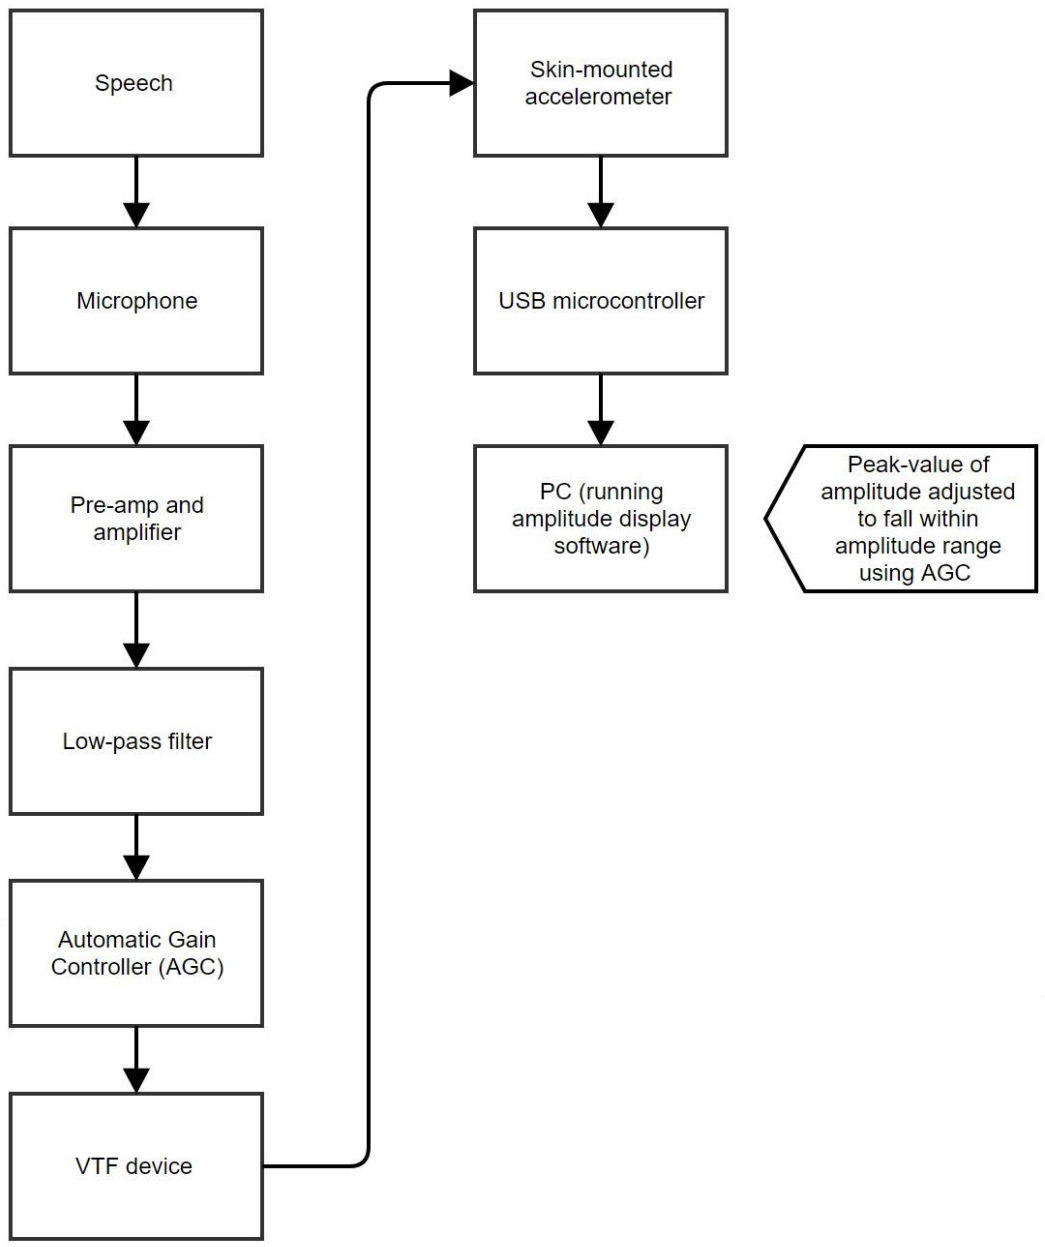 Speech
Microphone
Pre-amp and
amplifier
Low-pass filter
Automatic Gain
Controller (AGC)
VTF device
Skin-mounted
accelerometer
USB microcontroller
PC (running
amplitude display
software)
Peak-value of
amplitude adjusted
to fall within
amplitude range
using AGC